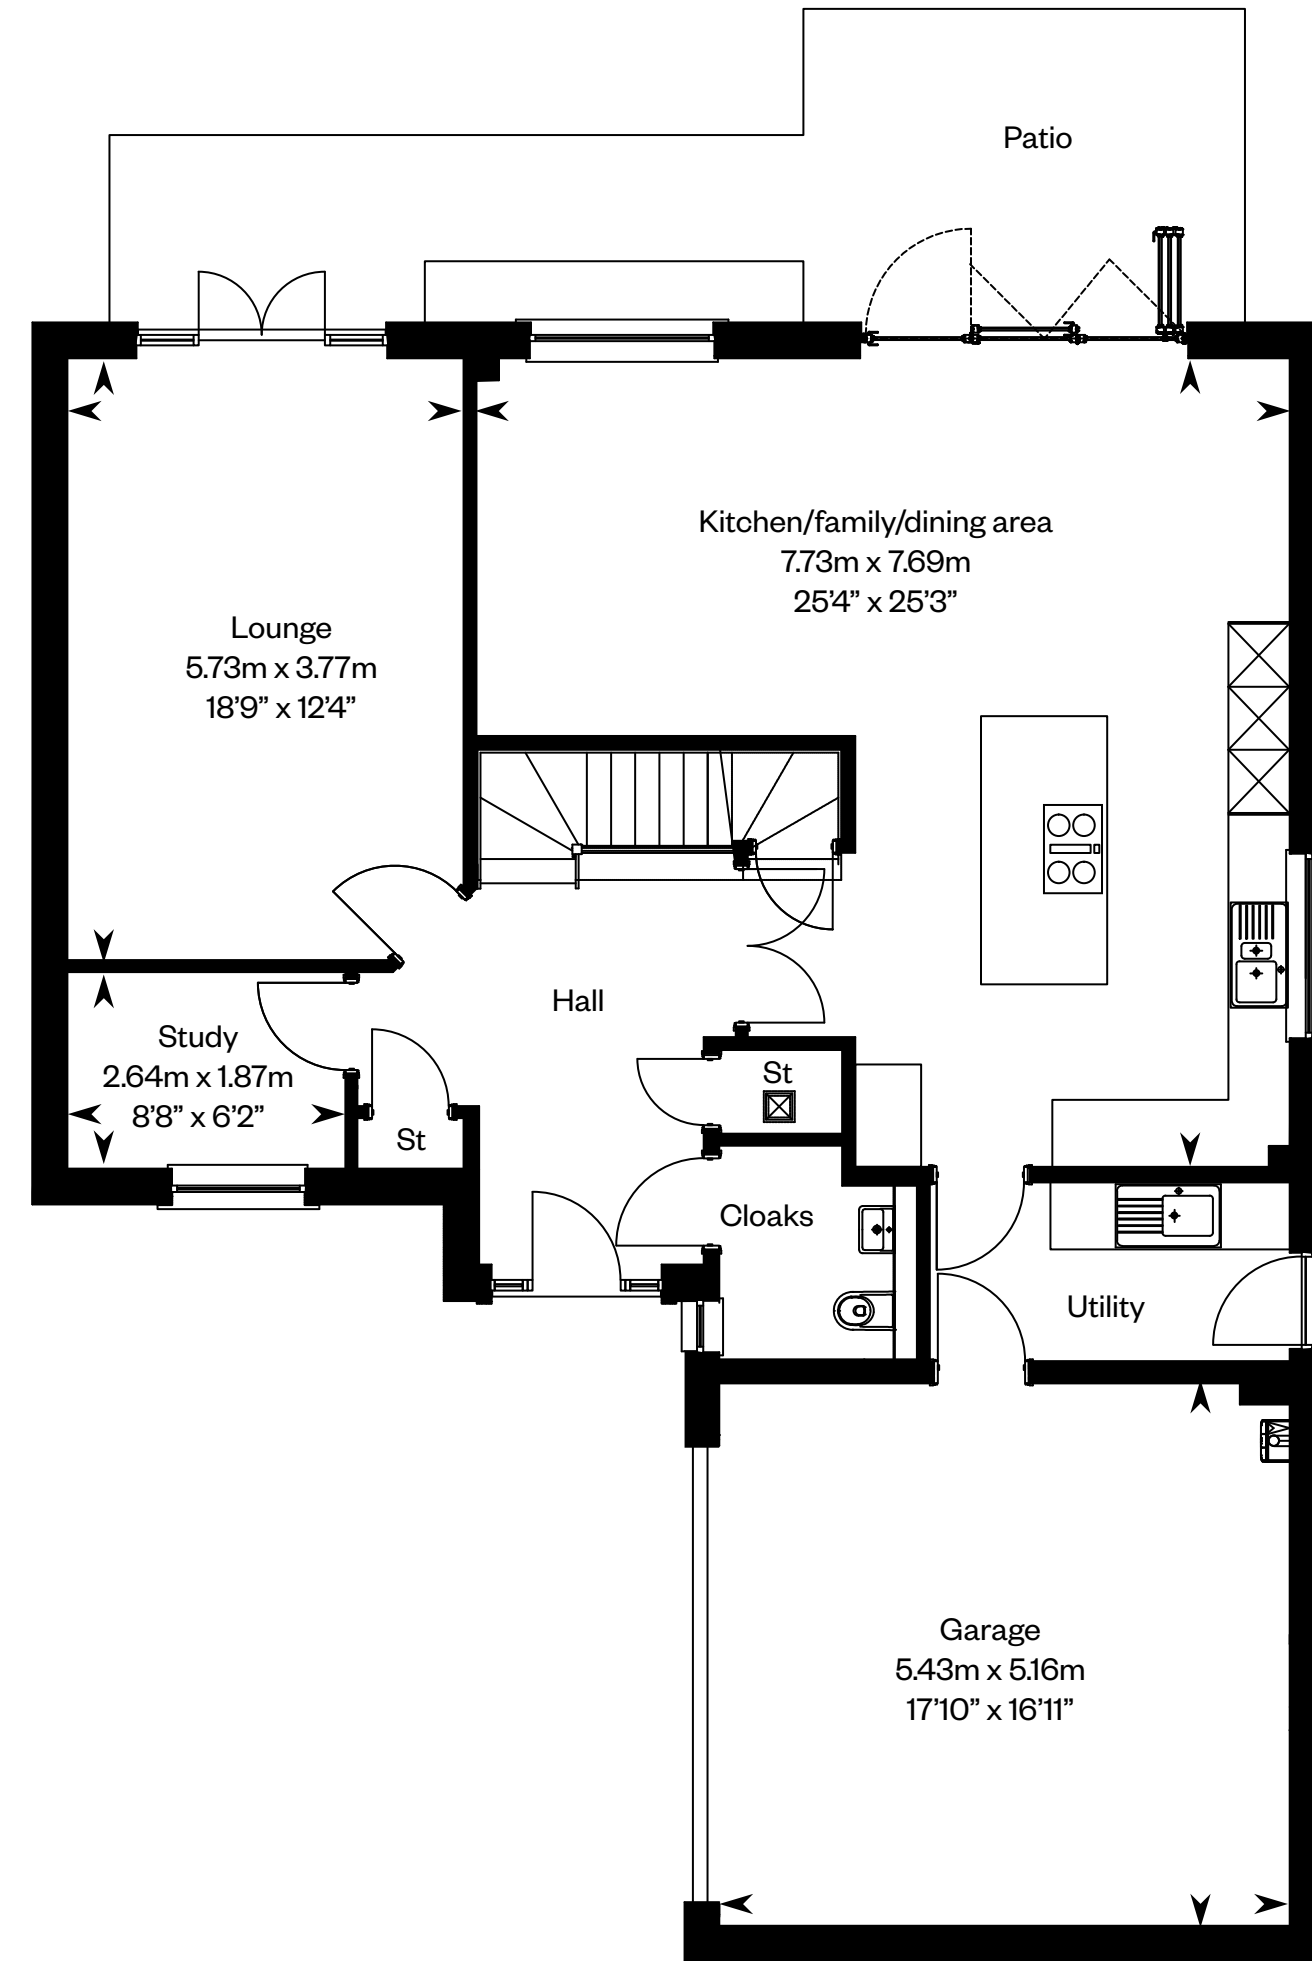 Patio
Kitchen/family/dining area
7.73m x 7.69m
25'4” x 25'3”
Lounge
5.73m x 3.77m
18'9” x 12'4”
Hall
Study
2.64m x 1.87m
8'8” x 6'2”
St
St
Cloaks
Utility
Garage
5.43m x 5.16m
17'10” x 16'11”